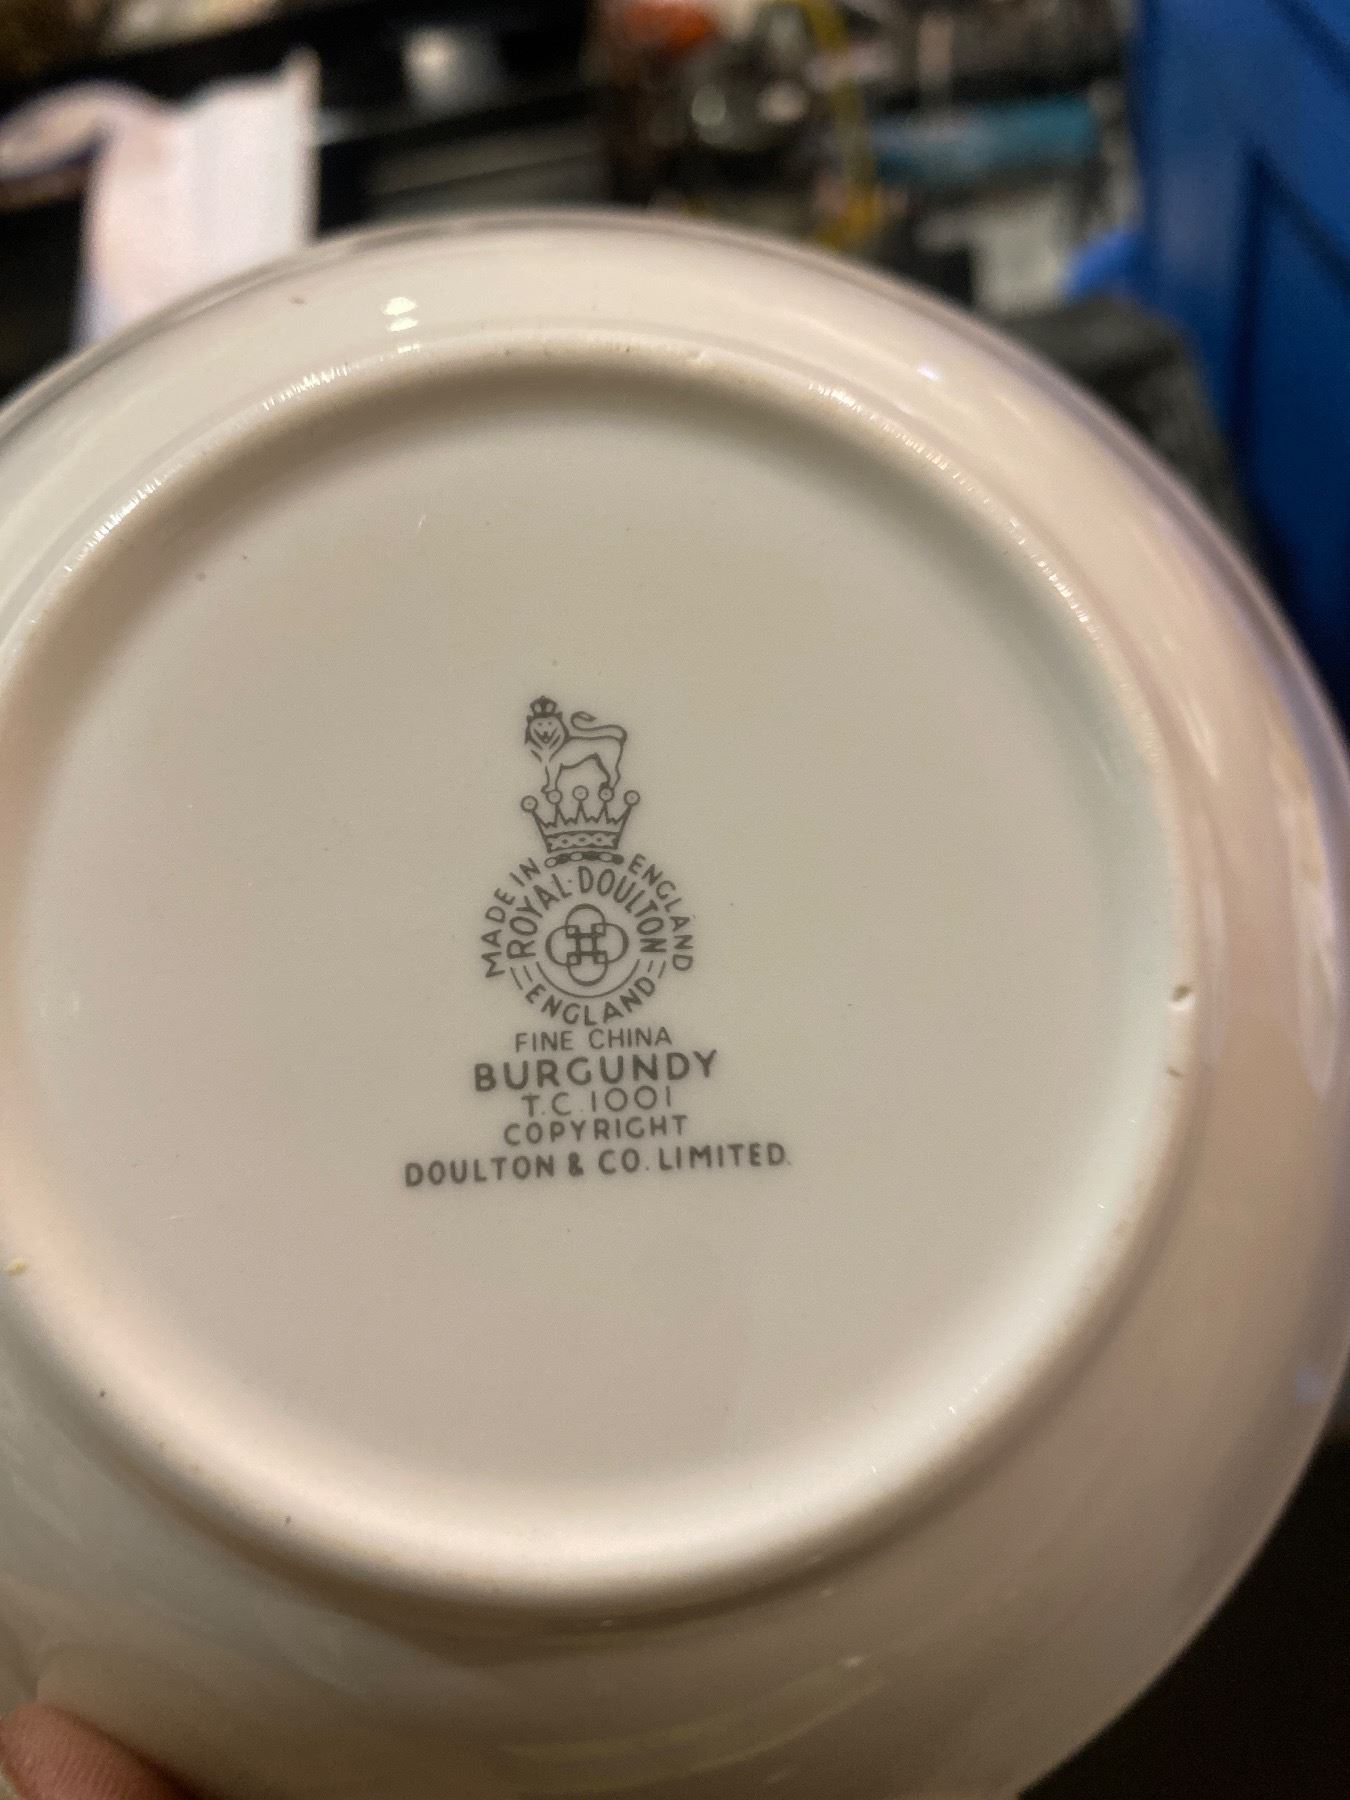 MADE IN ENGLAND
ROYAL·DOULTON
ENGLAND
FINE CHINA
BURGUNDY
T.C.1001
COPYRIGHT
DOULTON & CO. LIMITED.